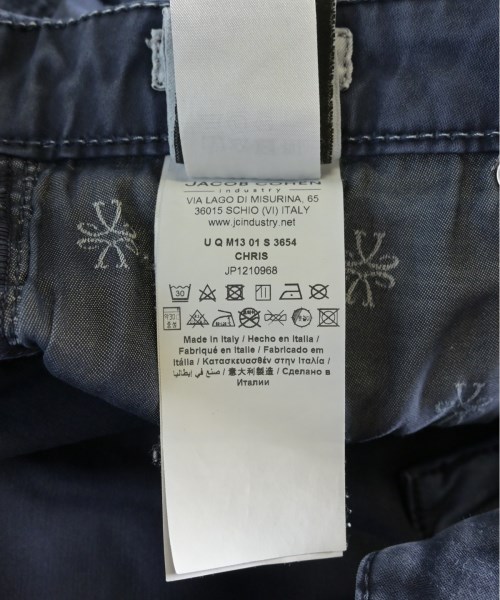 JACOB COHEN
industry
VIA LAGO DI MISURINA, 65
36015 SCHIO (VI) ITALY
www.jcindustry.net
U Q M13 01 S 3654
CHRIS
JP1210968
30
Made in Italy / Hecho en Italia /
Fabriqué en Italie / Fabricado em
Itália / Κατασκευασθέν στην Ιταλία /
صنع في إيطاليا / 意大利製造 / Сделано в
Италии